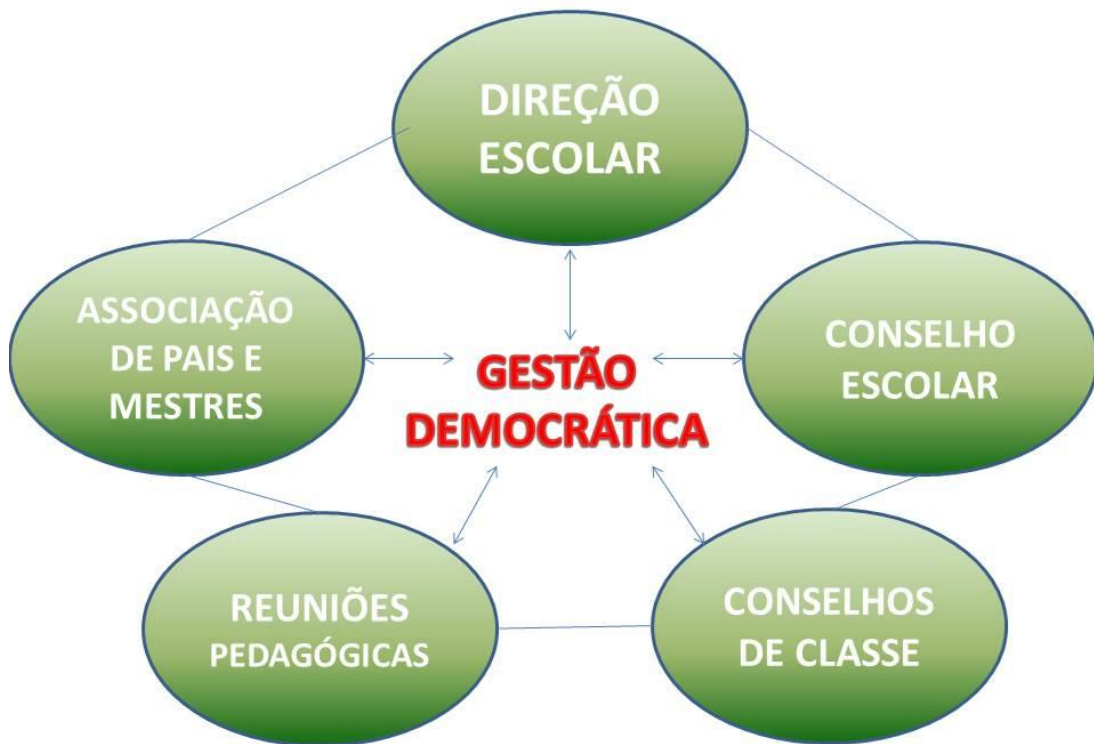 DIREÇÃO
ESCOLAR
ASSOCIAÇÃO
DE PAIS E
MESTRES
GESTÃO
DEMOCRÁTICA
CONSELHO
ESCOLAR
REUNIÕES
PEDAGÓGICAS
CONSELHOS
DE CLASSE